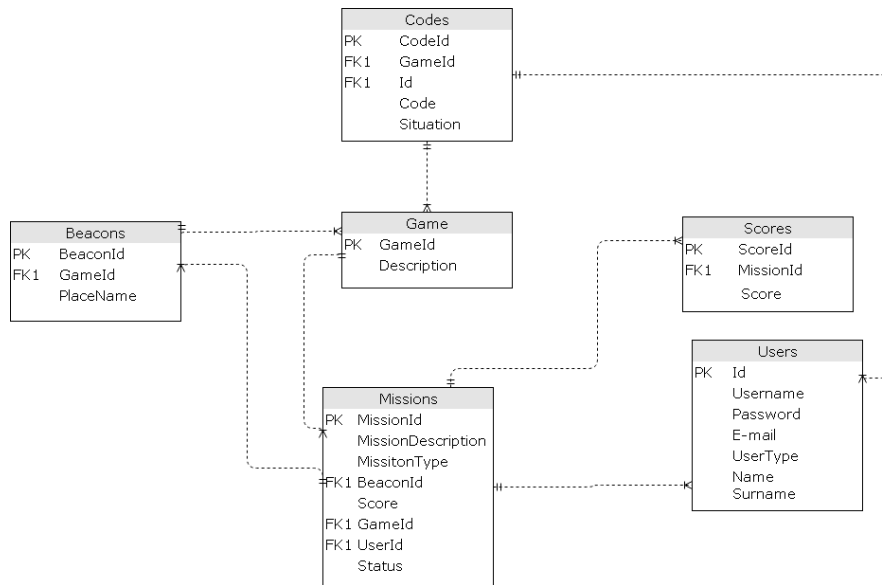 Codes
PK CodeId
FK1 GameId
FK1 Id
Code
Situation
Beacons
PK BeaconId
FK1 GameId
PlaceName
Game
PK GameId
Description
Scores
PK ScoreId
FK1 MissionId
Score
Users
PK Id
Username
Password
E-mail
UserType
Name
Surname
Missions
PK MissionId
MissionDescription
MissitonType
FK1 BeaconId
Score
FK1 GameId
FK1 UserId
Status